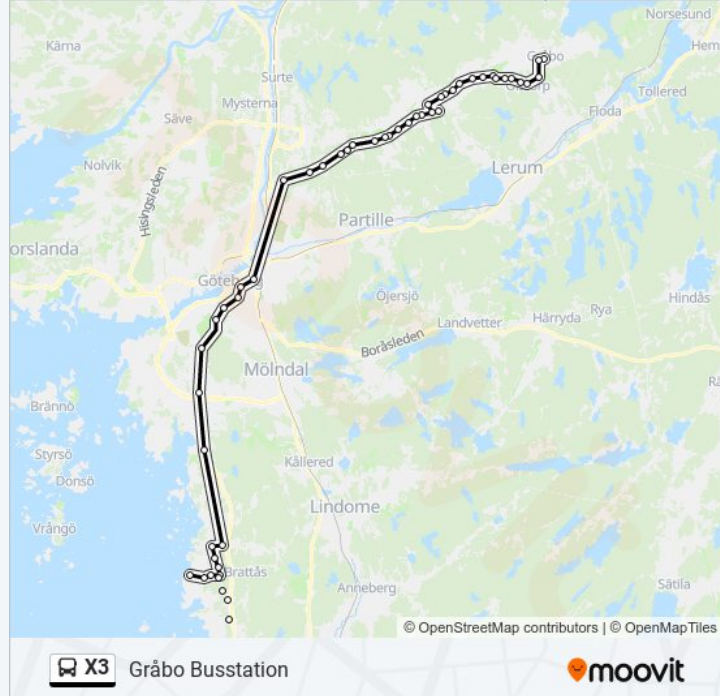 Norsesund
Kärna
Gråbo
Hem
Surte
Tollered
Mysterna
Floda
Säve
Nolvik
Hisingsleden
Lerum
Partille
orslanda
Göteb
Öjersjö
Hindås
Rya
Härryda
Landvetter
Boråsleden
Mölndal
Rä
Brännö
Styrsö
Donsö
Kållered
Vrångö
Lindome
Brattås
Anneberg
Sätila
© OpenStreetMap contributors | © OpenMapTiles
X3 Gråbo Busstation
moovit